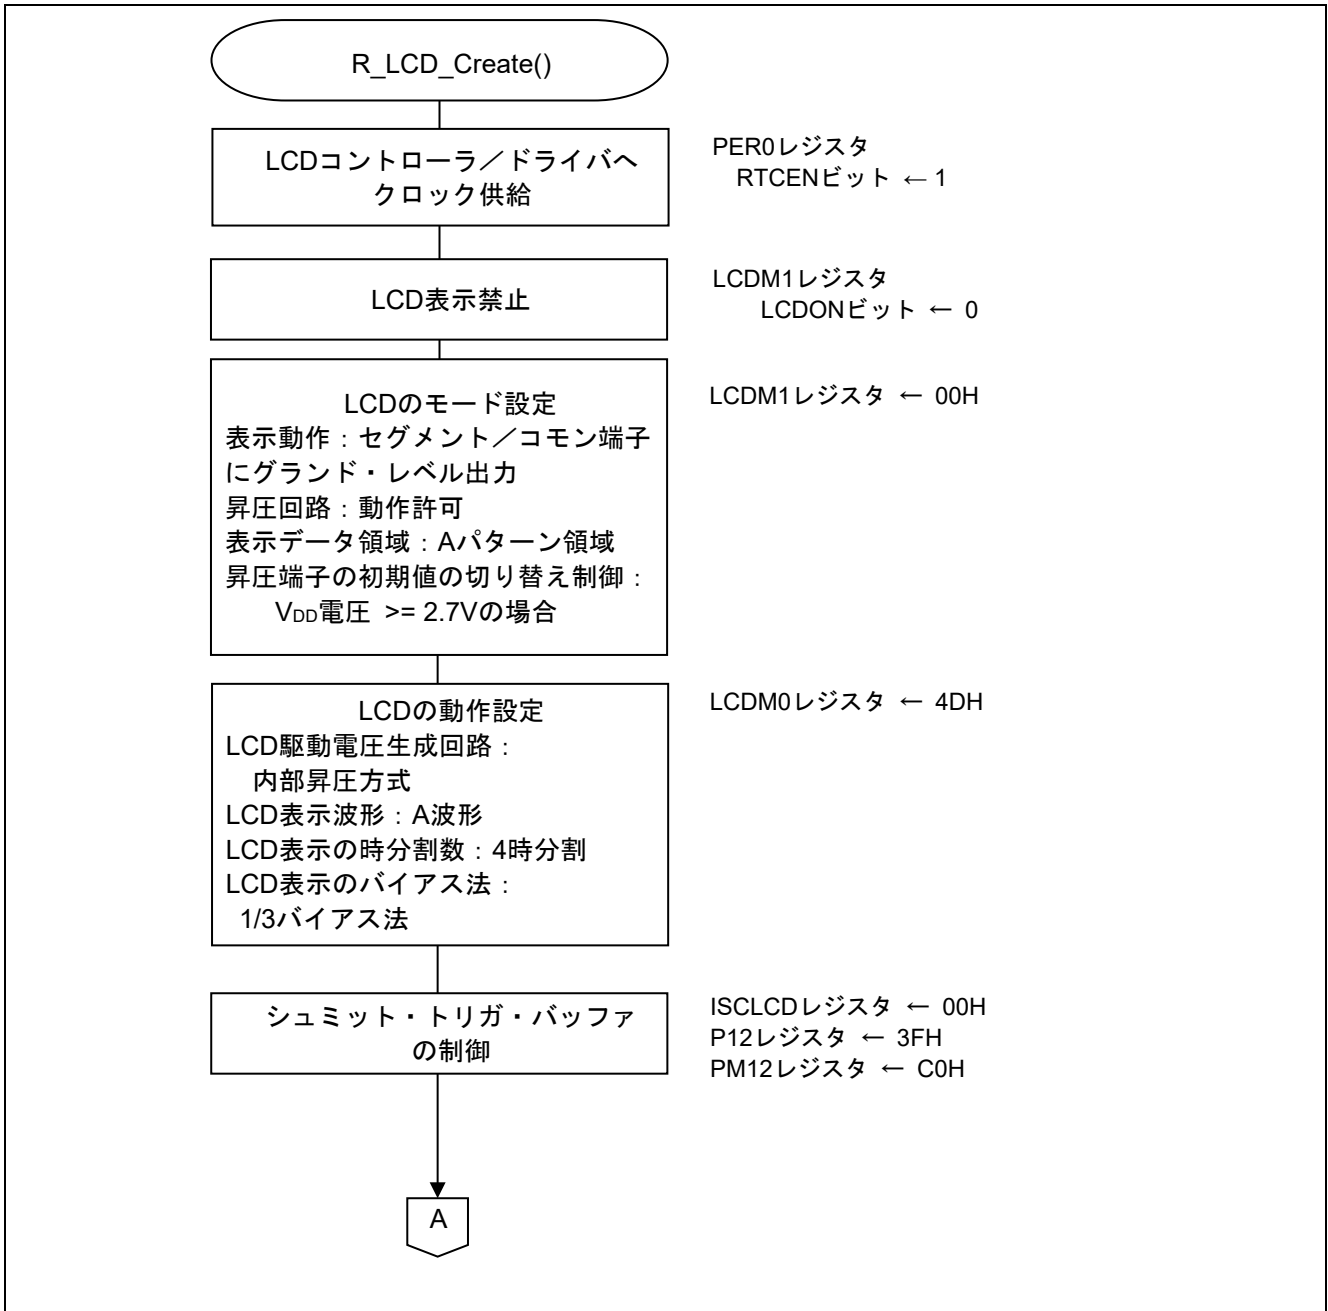 R_LCD_Create()
LCDコントローラ／ドライバへ
クロック供給
PER0レジスタ
RTCENビット ← 1
LCD表示禁止
LCDM1レジスタ
LCDONビット ← 0
LCDのモード設定
表示動作：セグメント／コモン端子
にグランド・レベル出力
昇圧回路：動作許可
表示データ領域：Aパターン領域
昇圧端子の初期値の切り替え制御：
VDD電圧 >= 2.7Vの場合
LCDM1レジスタ ← 00H
LCDの動作設定
LCD駆動電圧生成回路：
内部昇圧方式
LCD表示波形：A波形
LCD表示の時分割数：4時分割
LCD表示のバイアス法：
1/3バイアス法
LCDM0レジスタ ← 4DH
シュミット・トリガ・バッファ
の制御
ISCLCDレジスタ ← 00H
P12レジスタ ← 3FH
PM12レジスタ ← C0H
A